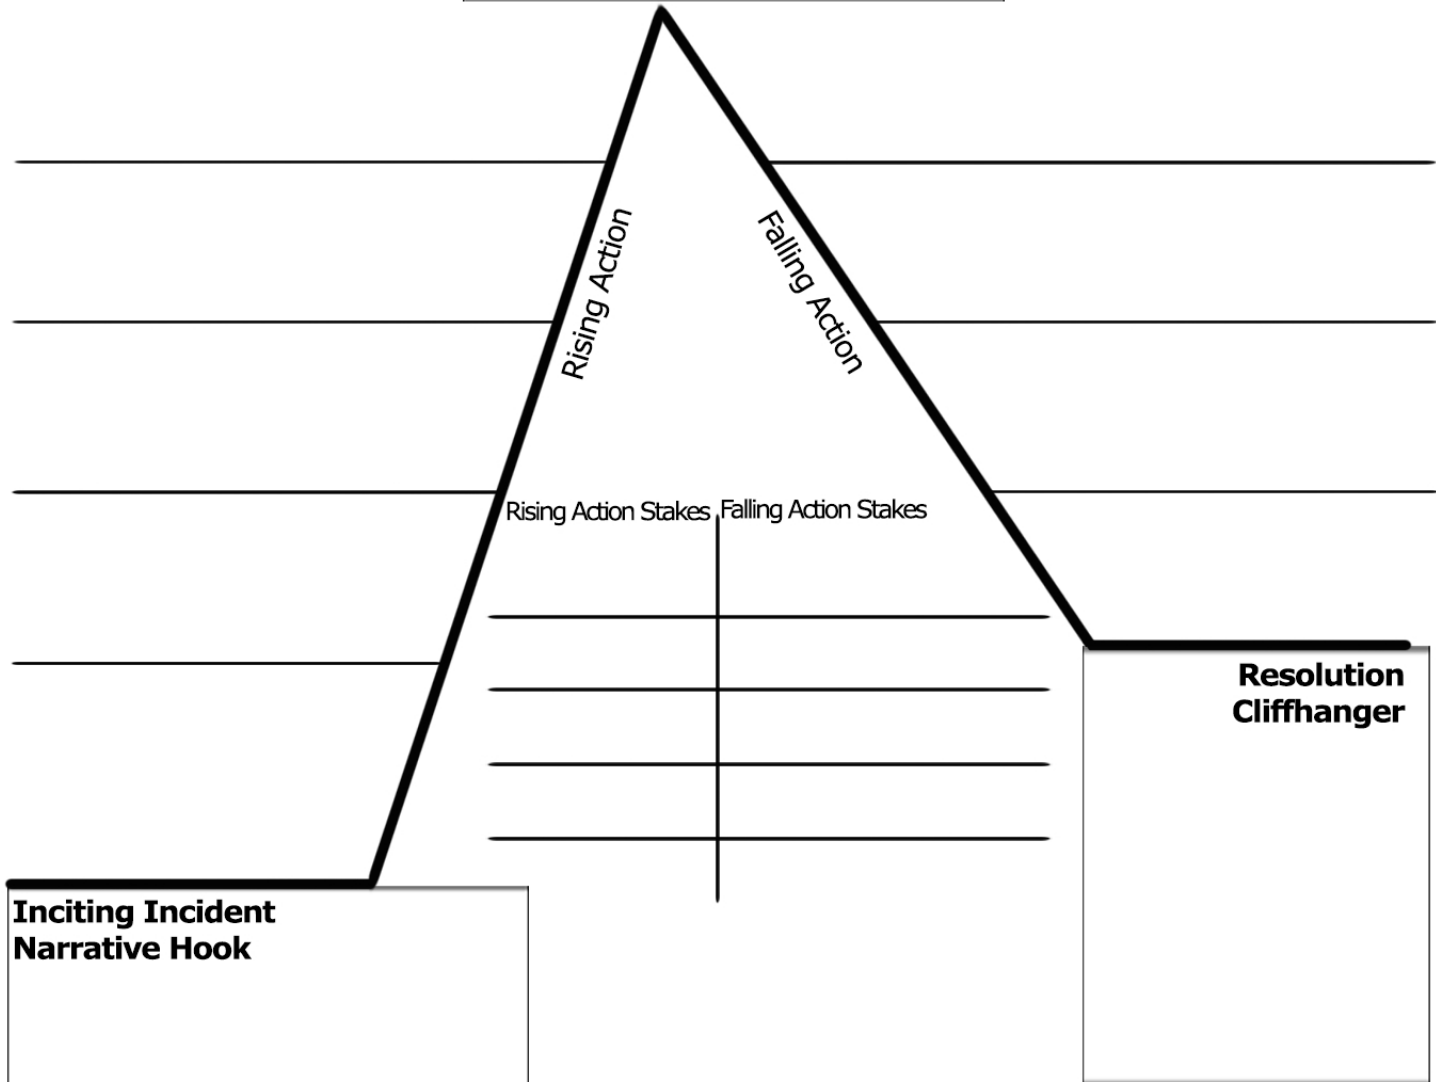 Rising Action
Falling Action
Rising Action Stakes
Falling Action Stakes
Resolution
Cliffhanger
Inciting Incident
Narrative Hook